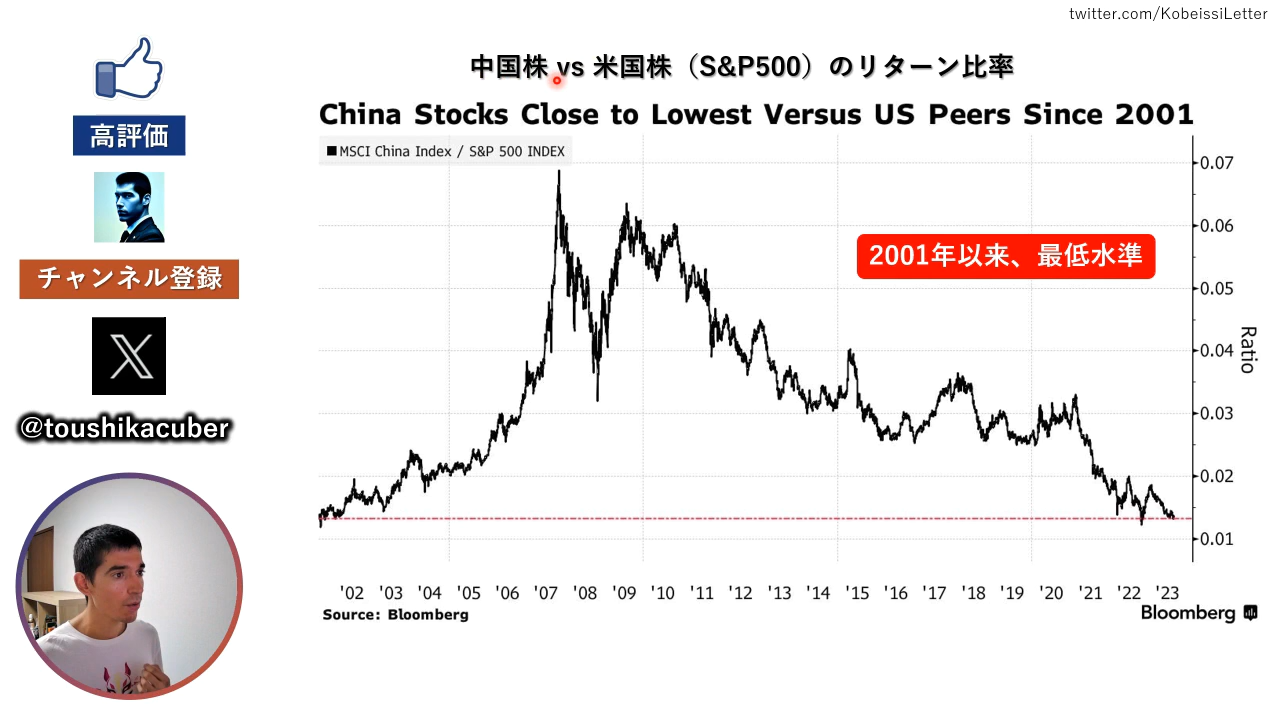 twitter.com/KobeissiLetter
中国株 vs 米国株（S&P500）のリターン比率
高評価
チャンネル登録
@toushikacuber
China Stocks Close to Lowest Versus US Peers Since 2001
MSCI China Index / S&P 500 INDEX
2001年以来、最低水準
0.07
0.06
0.05
0.04
0.03
0.02
0.01
Ratio
'02 '03 '04 '05 '06 '07 '08 '09 '10 '11 '12 '13 '14 '15 '16 '17 '18 '19 '20 '21 '22 '23
Source: Bloomberg
Bloomberg